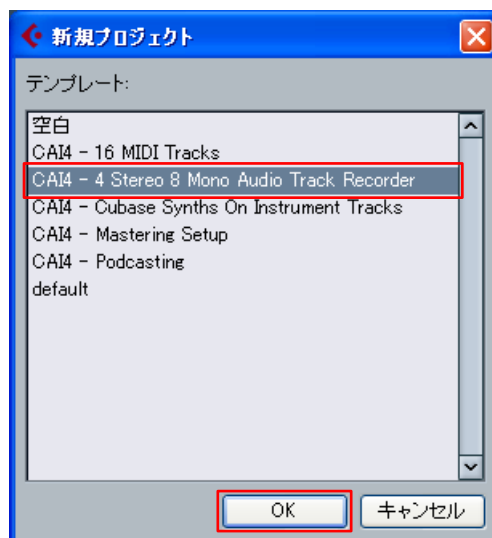 新規プロジェクト
テンプレート:
空白
CAI4 - 16 MIDI Tracks
CAI4 - 4 Stereo 8 Mono Audio Track Recorder
CAI4 - Cubase Synths On Instrument Tracks
CAI4 - Mastering Setup
CAI4 - Podcasting
default
OK
キャンセル